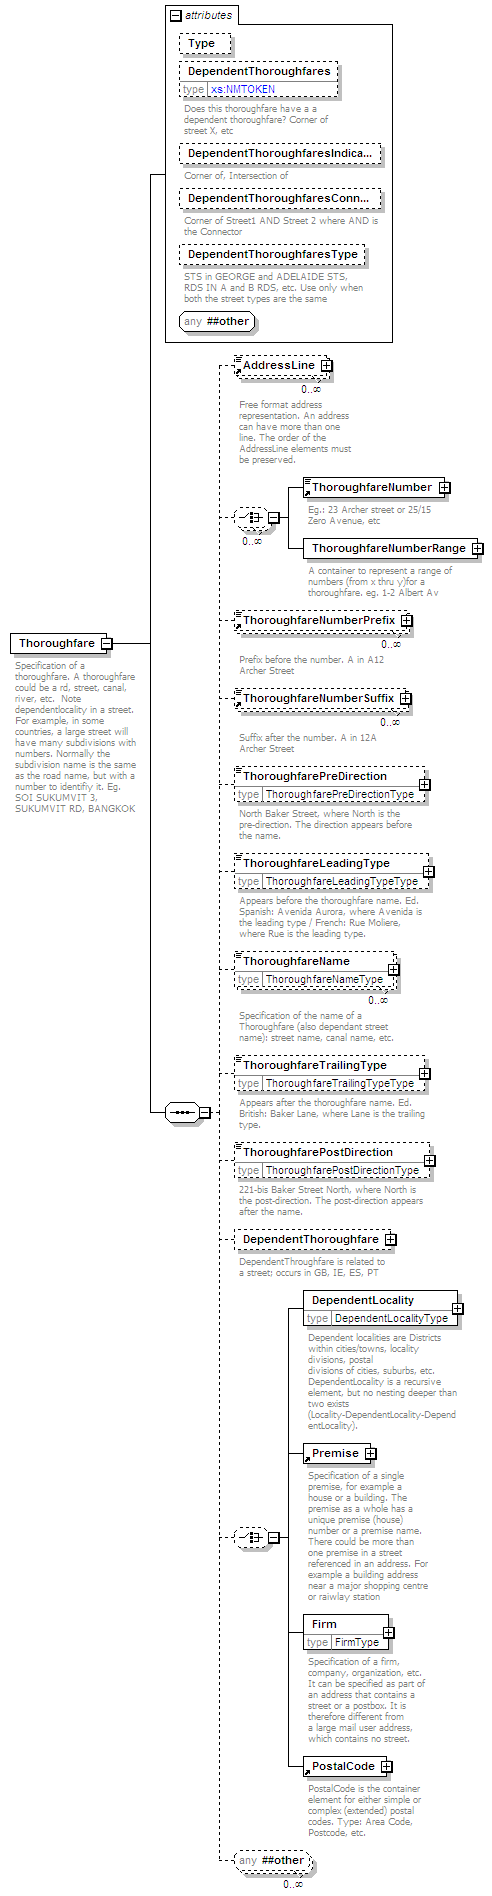 attributes
Type
DependentThoroughfares
type xs:NMTOKEN
Does this thoroughfare have a a
dependent thoroughfare? Corner of
street X, etc
DependentThoroughfaresIndica...
Corner of, Intersection of
DependentThoroughfaresConn...
Corner of Street1 AND Street 2 where AND is
the Connector
DependentThoroughfaresType
STS in GEORGE and ADELAIDE STS,
RDS IN A and B RDS, etc. Use only when
both the street types are the same
any ##other
AddressLine
0..∞
Free format address
representation. An address
can have more than one
line. The order of the
AddressLine elements must
be preserved.
ThoroughfareNumber
Eg.: 23 Archer street or 25/15
Zero Avenue, etc
0..∞
ThoroughfareNumberRange
A container to represent a range of
numbers (from x thru y)for a
thoroughfare. eg. 1-2 Albert Av
Thoroughfare
Specification of a
thoroughfare. A thoroughfare
could be a rd, street, canal,
river, etc.  Note
dependentlocality in a street.
For example, in some
countries, a large street will
have many subdivisions with
numbers. Normally the
subdivision name is the same
as the road name, but with a
number to identifiy it. Eg.
SOI SUKUMVIT 3,
SUKUMVIT RD, BANGKOK
ThoroughfareNumberPrefix
0..∞
Prefix before the number. A in A12
Archer Street
ThoroughfareNumberSuffix
0..∞
Suffix after the number. A in 12A
Archer Street
ThoroughfarePreDirection
type ThoroughfarePreDirectionType
North Baker Street, where North is the
pre-direction. The direction appears before
the name.
ThoroughfareLeadingType
type ThoroughfareLeadingTypeType
Appears before the thoroughfare name. Ed.
Spanish: Avenida Aurora, where Avenida is
the leading type / French: Rue Moliere,
where Rue is the leading type.
ThoroughfareName
type ThoroughfareNameType
0..∞
Specification of the name of a
Thoroughfare (also dependant street
name): street name, canal name, etc.
ThoroughfareTrailingType
type ThoroughfareTrailingTypeType
Appears after the thoroughfare name. Ed.
British: Baker Lane, where Lane is the trailing
type.
ThoroughfarePostDirection
type ThoroughfarePostDirectionType
221-bis Baker Street North, where North is
the post-direction. The post-direction appears
after the name.
DependentThoroughfare
DependentThroughfare is related to
a street; occurs in GB, IE, ES, PT
DependentLocality
type DependentLocalityType
Dependent localities are Districts
within cities/towns, locality
divisions, postal
divisions of cities, suburbs, etc.
DependentLocality is a recursive
element, but no nesting deeper than
two exists
(Locality-DependentLocality-Depend
entLocality).
Premise
Specification of a single
premise, for example a
house or a building. The
premise as a whole has a
unique premise (house)
number or a premise name.
There could be more than
one premise in a street
referenced in an address. For
example a building address
near a major shopping centre
or raiwlay station
Firm
type FirmType
Specification of a firm,
company, organization, etc.
It can be specified as part of
an address that contains a
street or a postbox. It is
therefore different from
a large mail user address,
which contains no street.
PostalCode
PostalCode is the container
element for either simple or
complex (extended) postal
codes. Type: Area Code,
Postcode, etc.
any ##other
0..∞